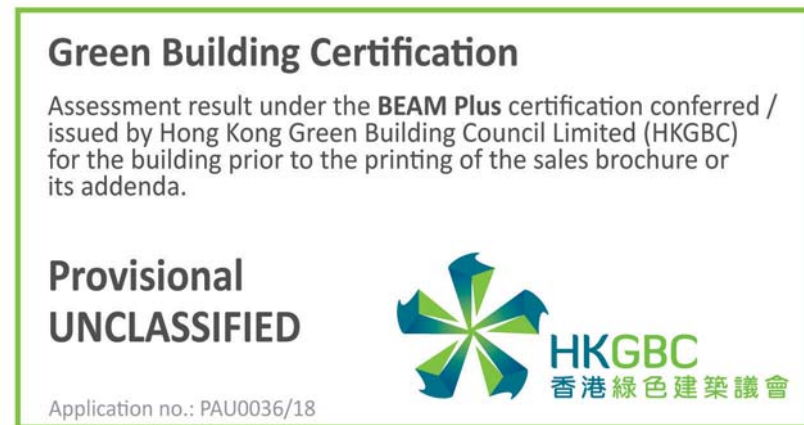 Green Building Certification
Assessment result under the BEAM Plus certification conferred /
issued by Hong Kong Green Building Council Limited (HKGBC)
for the building prior to the printing of the sales brochure or
its addenda.
Provisional
UNCLASSIFIED
HKGBC
香港綠色建築議會
Application no.: PAU0036/18